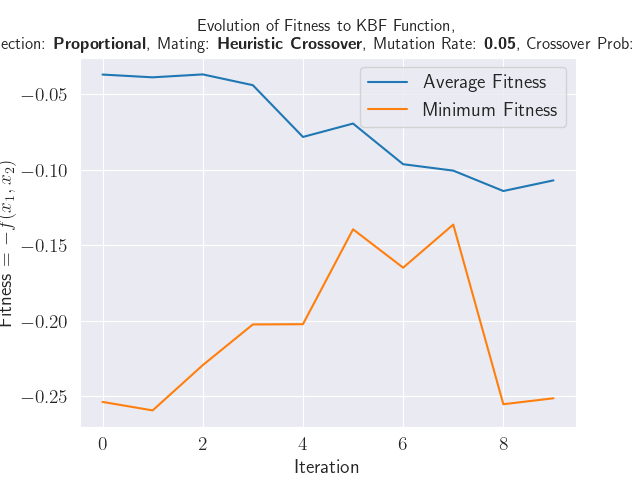 Evolution of Fitness to KBF Function,
ection: Proportional, Mating: Heuristic Crossover, Mutation Rate: 0.05, Crossover Prob:
Average Fitness
Minimum Fitness
−0.05
−0.10
−0.15
−0.20
−0.25
Fitness = −f(x₁, x₂)
0 2 4 6 8
Iteration